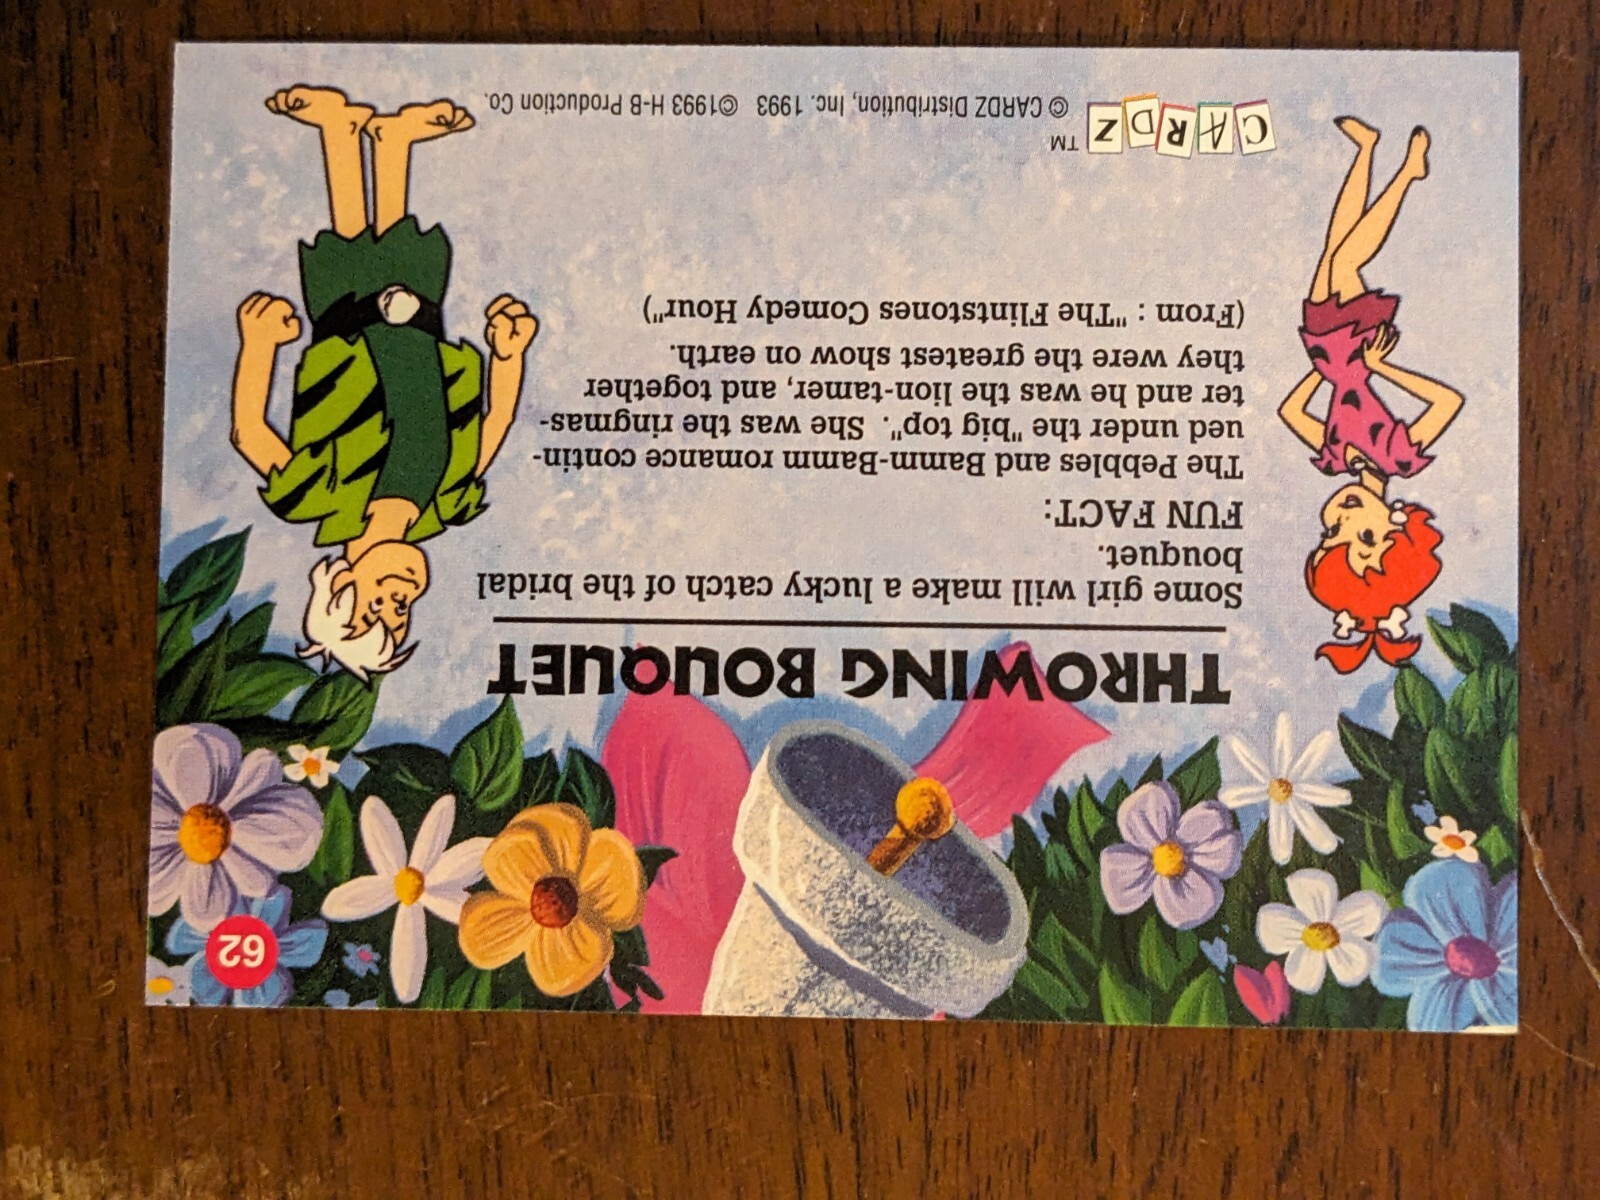 62
THROWING BOUQUET
Some girl will make a lucky catch of the bridal
bouquet.
FUN FACT:
The Pebbles and Bamm-Bamm romance contin-
ued under the "big top". She was the ringmas-
ter and he was the lion-tamer, and together
they were the greatest show on earth.
(From : "The Flintstones Comedy Hour")
CARDZ TM
© CARDZ Distribution, Inc. 1993 ©1993 H-B Production Co.